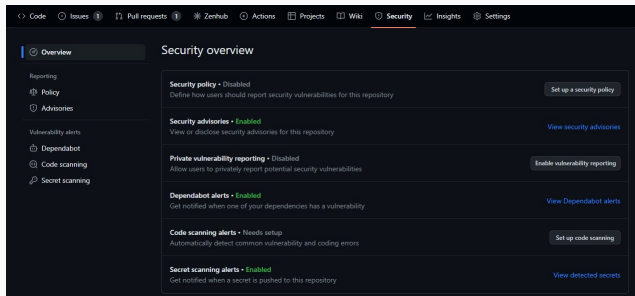 Code Issues 1 Pull requests 1 Zenhub Actions Projects Wiki Security Insights Settings
Overview
Reporting
Policy
Advisories
Vulnerability alerts
Dependabot
Code scanning
Secret scanning
Security overview
Security policy • Disabled
Define how users should report security vulnerabilities for this repository
Set up a security policy
Security advisories • Enabled
View or disclose security advisories for this repository
View security advisories
Private vulnerability reporting • Disabled
Allow users to privately report potential security vulnerabilities
Enable vulnerability reporting
Dependabot alerts • Enabled
Get notified when one of your dependencies has a vulnerability
View Dependabot alerts
Code scanning alerts • Needs setup
Automatically detect common vulnerability and coding errors
Set up code scanning
Secret scanning alerts • Enabled
Get notified when a secret is pushed to this repository
View detected secrets